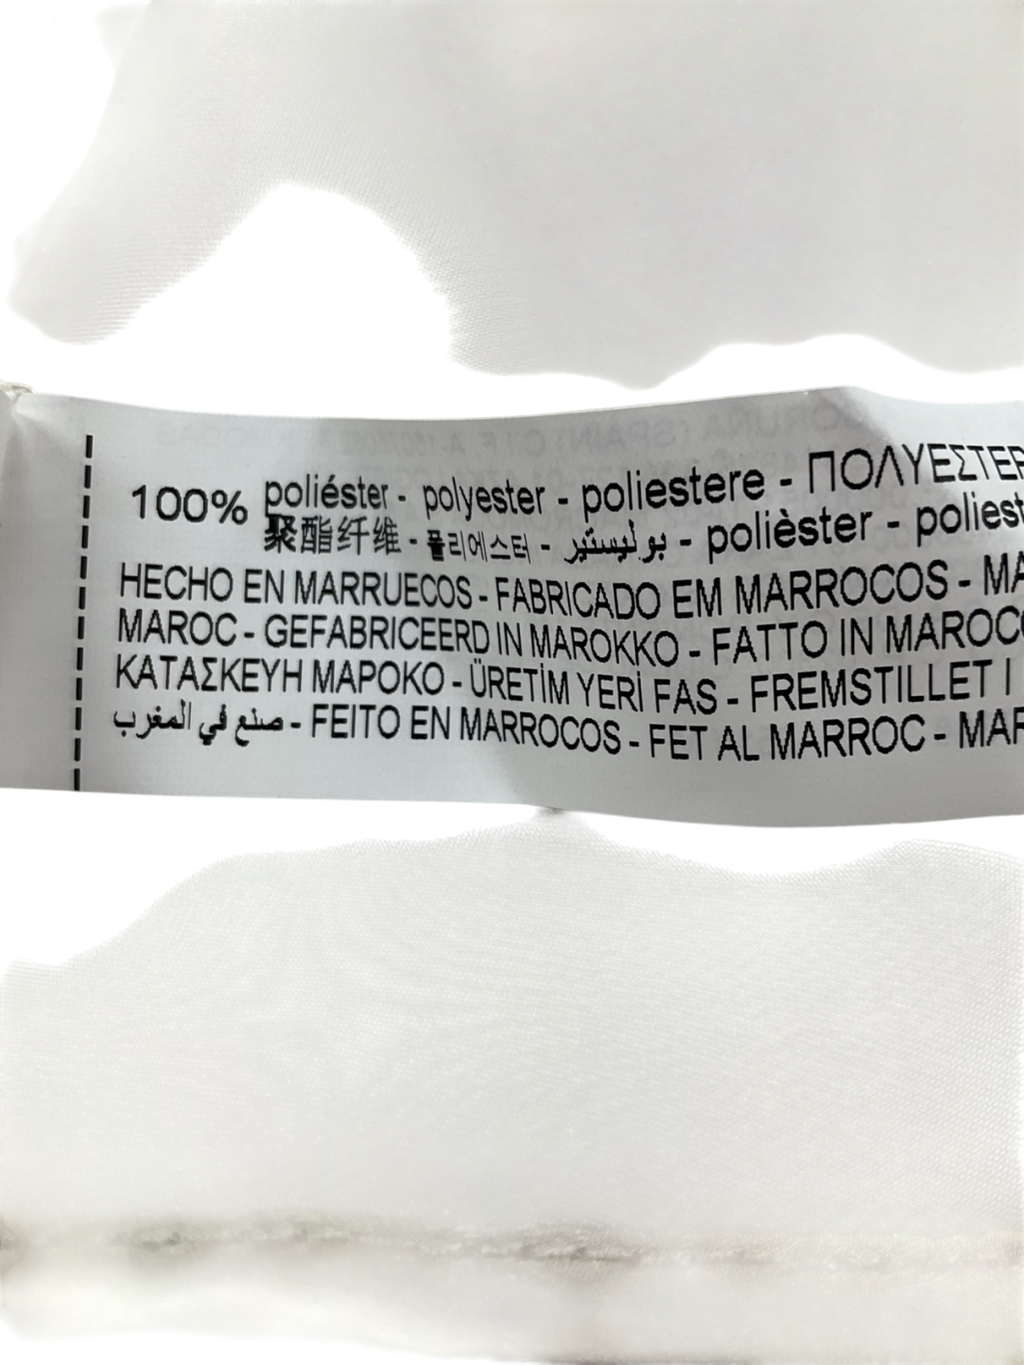 100% poliéster - polyester - poliestere - ΠΟΛΥΕΣΤΕΡ
聚酯纤维 - 폴리에스터 - بوليستير - polièster - poliest
HECHO EN MARRUECOS - FABRICADO EM MARROCOS - MA
MAROC - GEFABRICEERD IN MAROKKO - FATTO IN MAROC
ΚΑΤΑΣΚΕΥΗ ΜΑΡΟΚΟ - ÜRETİM YERİ FAS - FREMSTILLET I
صنع في المغرب - FEITO EN MARROCOS - FET AL MARROC - MAR